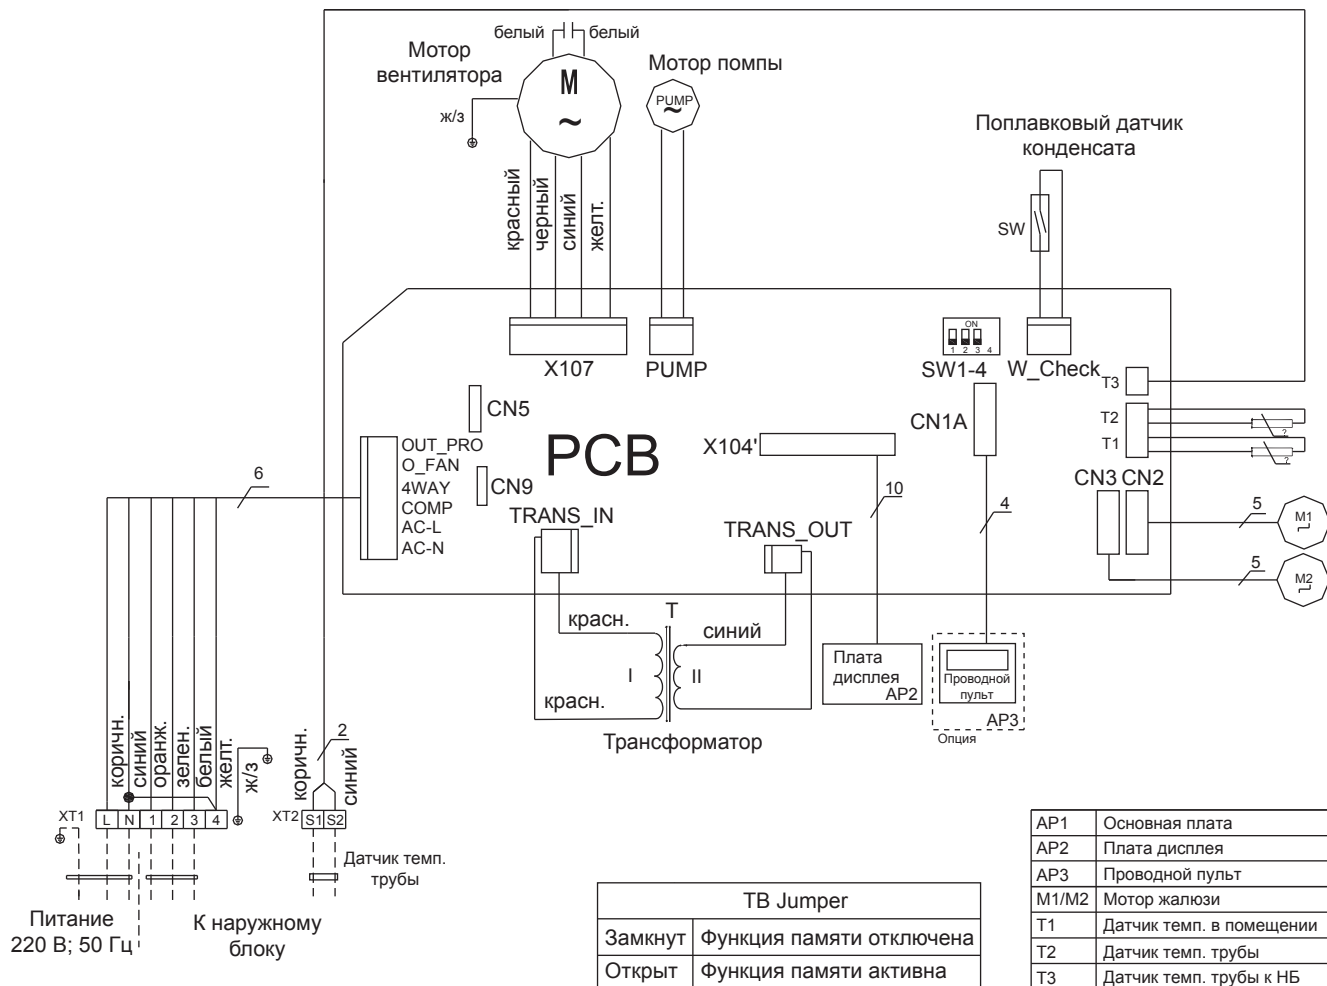 белый белый
Мотор
вентилятора
M
~
ж/з
Мотор помпы
PUMP
~
Поплавковый датчик
конденсата
SW
красный
черный
синий
желт.
X107
PUMP
ON
1 2 3 4
SW1-4
W_Check
T3
T2
T1
?
?
CN5
CN1A
OUT_PRO
O_FAN
4WAY
COMP
AC-L
AC-N
6
CN9
PCB
X104'
10
4
CN3 CN2
5
M1
5
M2
TRANS_IN
TRANS_OUT
красн.
T
синий
I
II
красн.
Трансформатор
Плата
дисплея
AP2
Проводной
пульт
AP3
Опция
коричн.
синий
оранж.
зелен.
белый
желт.
ж/з
XT1 L N 1 2 3 4
коричн.
2
синий
XT2 S1 S2
Датчик темп.
трубы
Питание
220 В; 50 Гц
К наружному
блоку
TB Jumper
Замкнут Функция памяти отключена
Открыт Функция памяти активна
AP1 Основная плата
AP2 Плата дисплея
AP3 Проводной пульт
M1/M2 Мотор жалюзи
T1 Датчик темп. в помещении
T2 Датчик темп. трубы
T3 Датчик темп. трубы к НБ